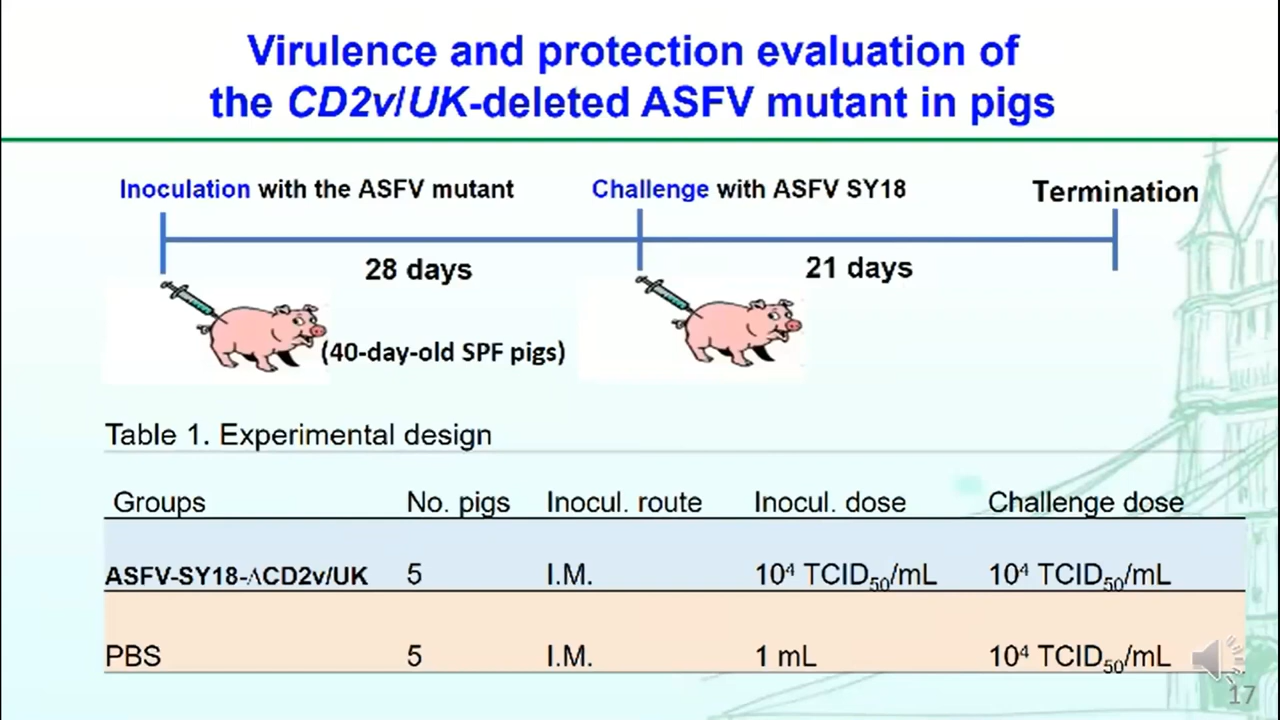 Virulence and protection evaluation of
the CD2v/UK-deleted ASFV mutant in pigs
Inoculation with the ASFV mutant
Challenge with ASFV SY18
Termination
28 days
21 days
(40-day-old SPF pigs)
Table 1. Experimental design
Groups No. pigs Inocul. route Inocul. dose Challenge dose
ASFV-SY18-ΔCD2v/UK 5 I.M. 10⁴ TCID₅₀/mL 10⁴ TCID₅₀/mL
PBS 5 I.M. 1 mL 10⁴ TCID₅₀/mL
17